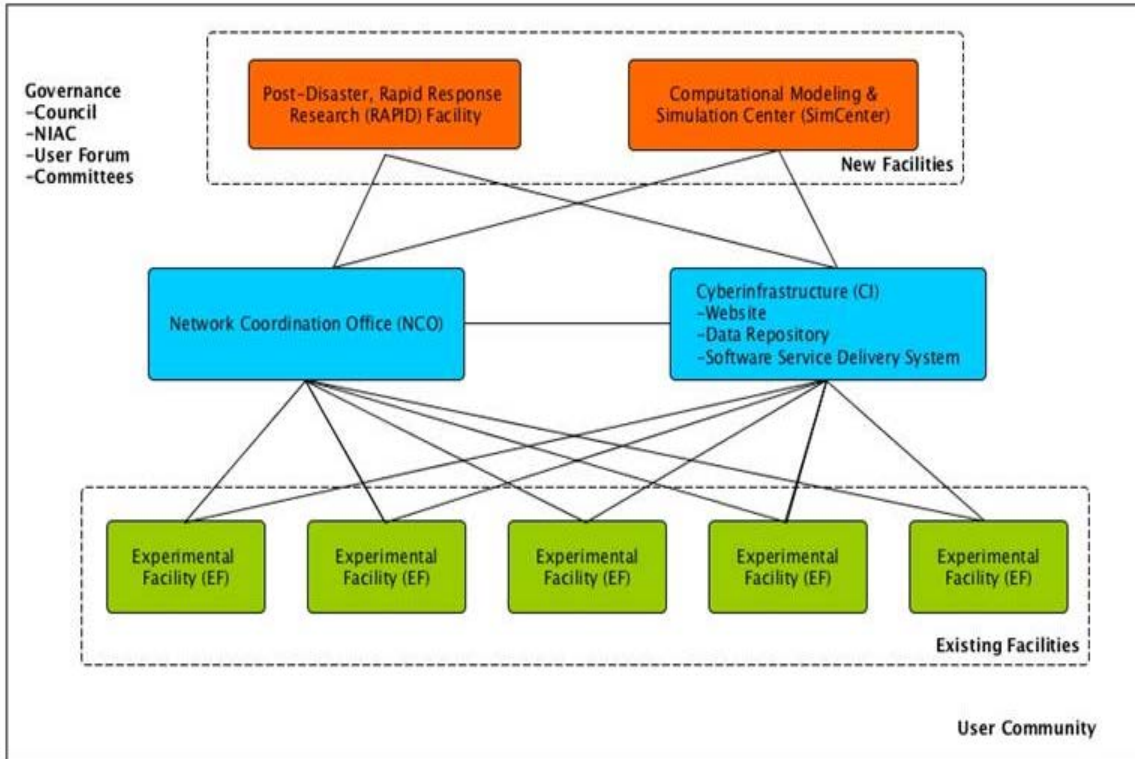 Governance
-Council
-NIAC
-User Forum
-Committees
Post-Disaster, Rapid Response
Research (RAPID) Facility
Computational Modeling &
Simulation Center (SimCenter)
New Facilities
Network Coordination Office (NCO)
Cyberinfrastructure (CI)
-Website
-Data Repository
-Software Service Delivery System
Experimental
Facility (EF)
Experimental
Facility (EF)
Experimental
Facility (EF)
Experimental
Facility (EF)
Experimental
Facility (EF)
Existing Facilities
User Community